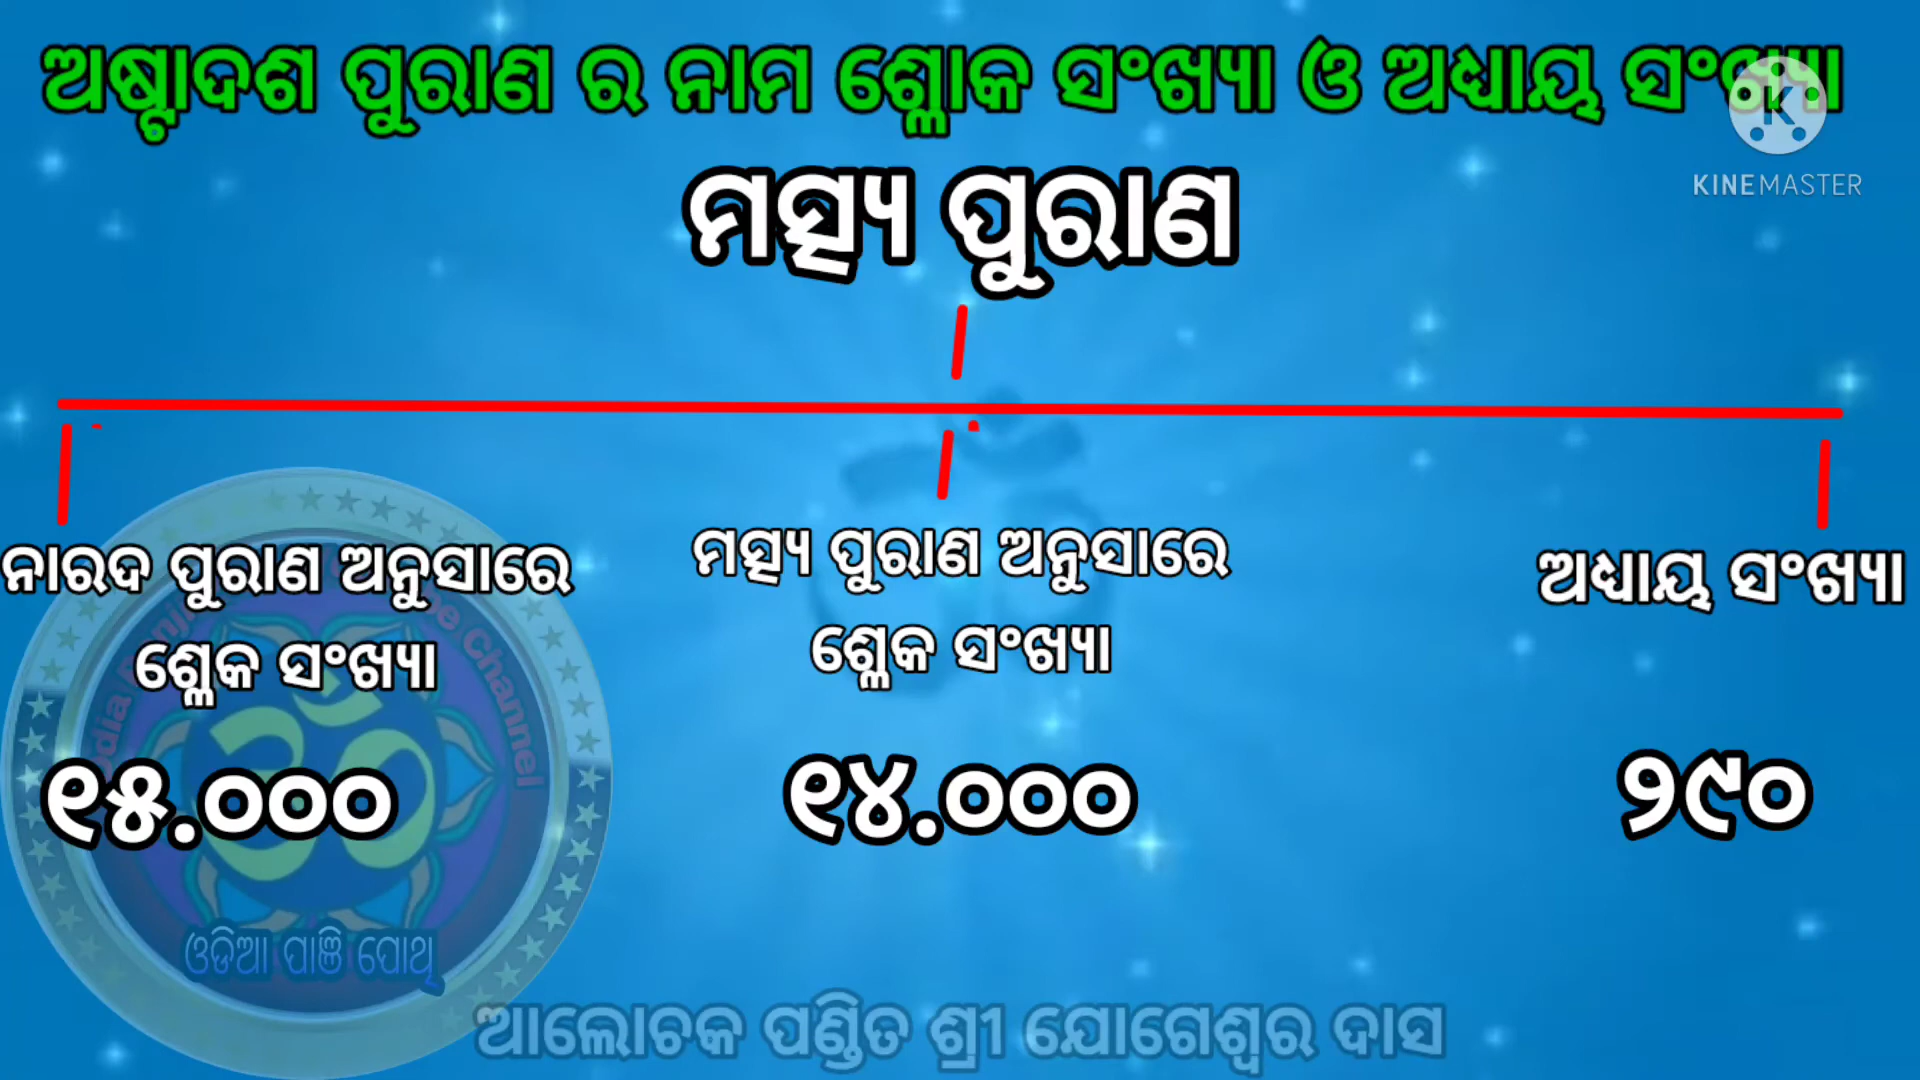 ଅଷ୍ଟାଦଶ ପୁରାଣ ର ନାମ ଶ୍ଳୋକ ସଂଖ୍ୟା ଓ ଅଧ୍ୟାୟ ସଂଖ୍ୟା
KINEMASTER
ମତ୍ସ୍ୟ ପୁରାଣ
ନାରଦ ପୁରାଣ ଅନୁସାରେ
ଶ୍ଳେକ ସଂଖ୍ୟା
୧୫.୦୦୦
ମତ୍ସ୍ୟ ପୁରାଣ ଅନୁସାରେ
ଶ୍ଳେକ ସଂଖ୍ୟା
୧୪.୦୦୦
ଅଧ୍ୟାୟ ସଂଖ୍ୟା
୨୯୦
Channel
ଓଡିଆ ପାଞ୍ଜି ପୋଥି
ଆଲୋଚକ ପଣ୍ଡିତ ଶ୍ରୀ ଯୋଗେଶ୍ୱର ଦାସ